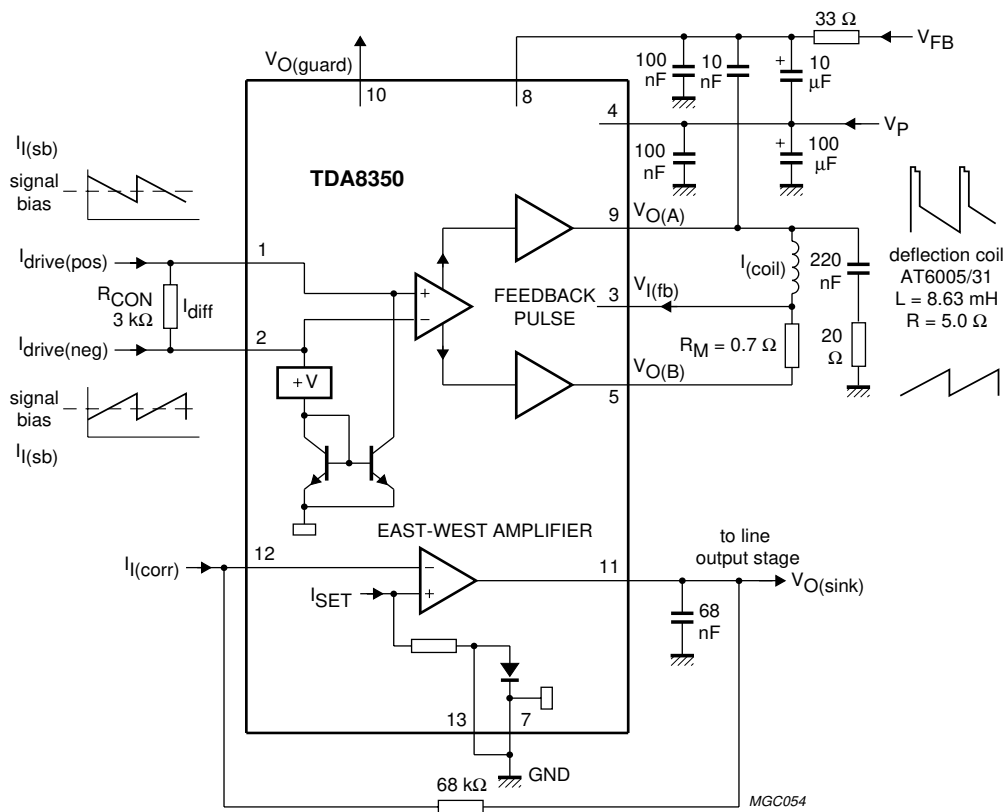 33 Ω
V_FB
V_O(guard)
100 nF
10 nF
+
10 µF
10
8
4
V_P
I_I(sb)
100 nF
+
100 µF
signal bias
TDA8350
9
V_O(A)
deflection coil
AT6005/31
L = 8.63 mH
R = 5.0 Ω
I_drive(pos)
1
I_(coil)
220 nF
R_CON
3 kΩ
I_diff
+
−
FEEDBACK PULSE
3
V_I(fb)
I_drive(neg)
2
R_M = 0.7 Ω
20 Ω
+V
V_O(B)
5
signal bias
I_I(sb)
EAST-WEST AMPLIFIER
to line output stage
I_I(corr)
12
−
+
11
V_O(sink)
I_SET
68 nF
13
7
GND
68 kΩ
MGC054